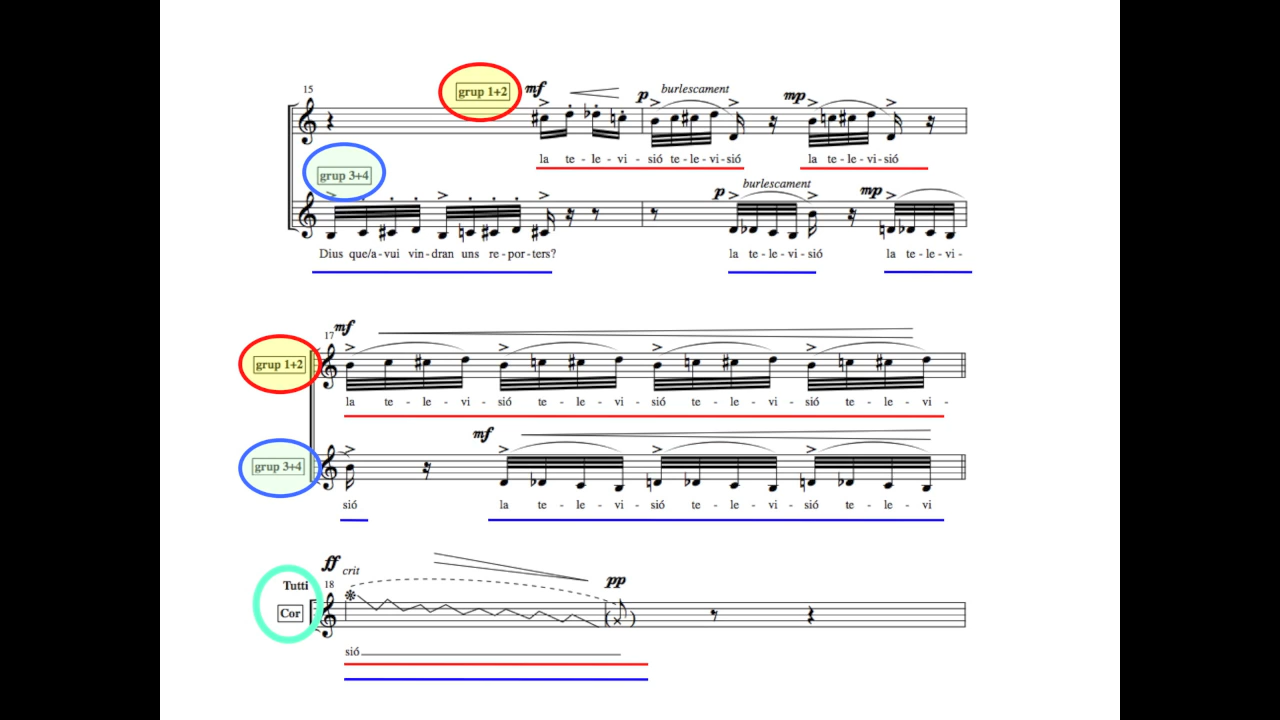 15
grup 1+2 mf
p burlescament mp
la te - le - vi - sió te - le - vi - sió la te - le - vi - sió
grup 3+4
p burlescament mp
Dius que/a - vui vin - dran uns re - por - ters? la te - le - vi - sió la te - le - vi -
17 mf
grup 1+2
la te - le - vi - sió te - le - vi - sió te - le - vi - sió te - le - vi -
mf
grup 3+4
sió la te - le - vi - sió te - le - vi - sió te - le - vi
ff crit
pp
Tutti 18
Cor
sió